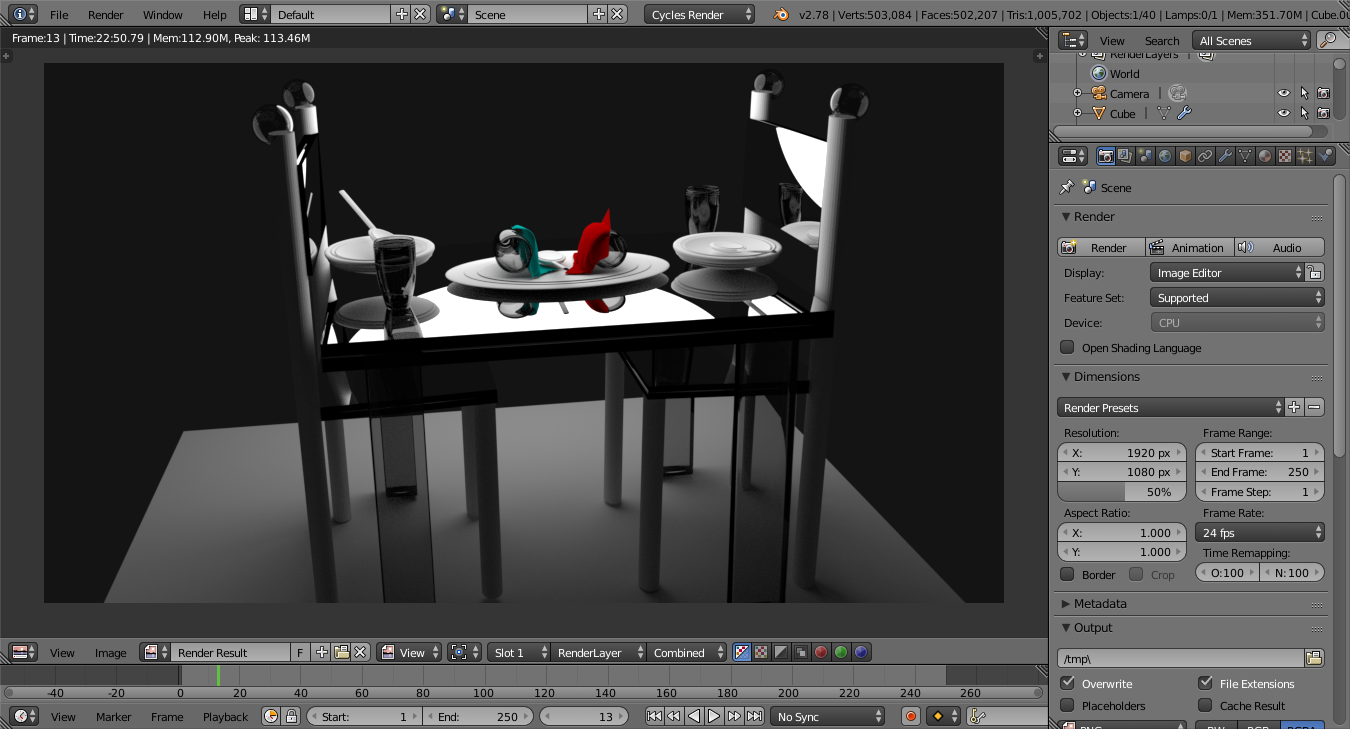 File Render Window Help Default Scene Cycles Render v2.78 | Verts:503,084 | Faces:502,207 | Tris:1,005,702 | Objects:1/40 | Lamps:0/1 | Mem:351.70M |
Frame:13 | Time:22:50.79 | Mem:112.90M, Peak: 113.46M
View Search All Scenes
RenderLayers |
World
Camera |
Cube |
Scene
Render
Render Animation Audio
Display: Image Editor
Feature Set: Supported
Device: CPU
Open Shading Language
Dimensions
Render Presets
Resolution: Frame Range:
X: 1920 px Start Frame: 1
Y: 1080 px End Frame: 250
50% Frame Step: 1
Aspect Ratio: Frame Rate:
X: 1.000 24 fps
Y: 1.000 Time Remapping:
Border Crop O:100 N:100
Metadata
Output
/tmp\
Overwrite File Extensions
Placeholders Cache Result
PNG BW RGB RGBA
View Image Render Result F View Slot 1 RenderLayer Combined
-40 -20 0 20 40 60 80 100 120 140 160 180 200 220 240 260
View Marker Frame Playback Start: 1 End: 250 13 No Sync